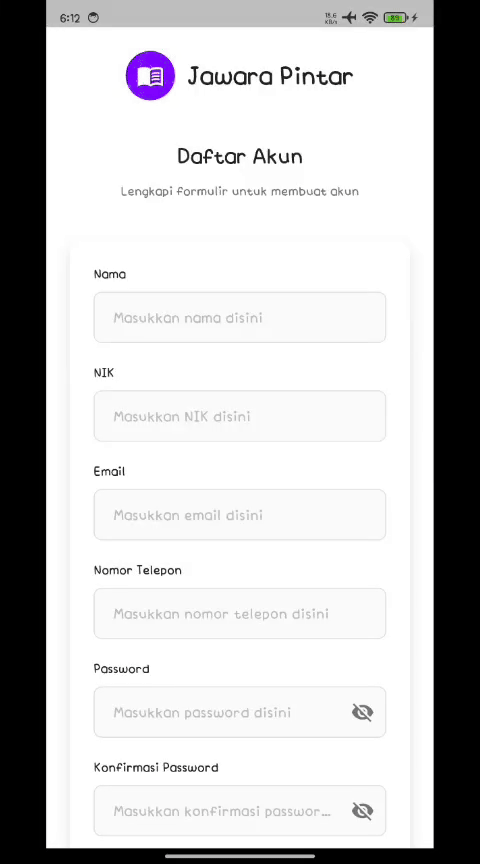 6:12
13.6
KB/s
89
Jawara Pintar
Daftar Akun
Lengkapi formulir untuk membuat akun
Nama
Masukkan nama disini
NIK
Masukkan NIK disini
Email
Masukkan email disini
Nomor Telepon
Masukkan nomor telepon disini
Password
Masukkan password disini
Konfirmasi Password
Masukkan konfirmasi passwor...